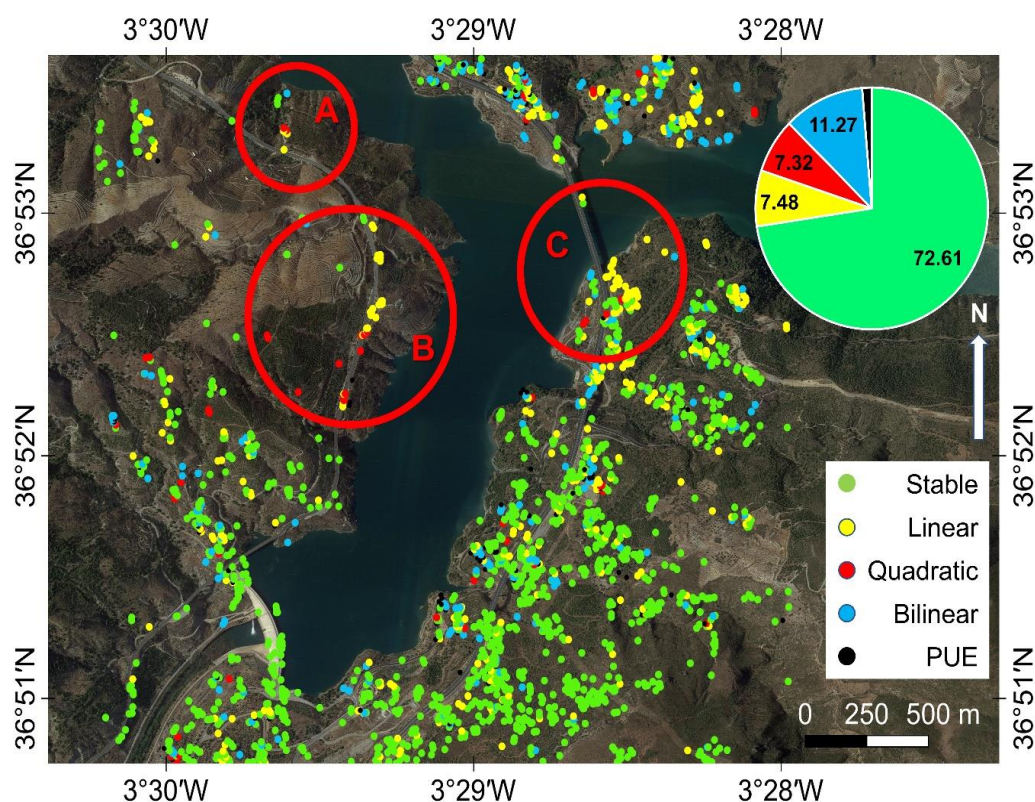 3°30'W
3°29'W
3°28'W
36°53'N
36°53'N
36°52'N
36°52'N
36°51'N
36°51'N
A
B
C
11.27
7.32
7.48
72.61
N
Stable
Linear
Quadratic
Bilinear
PUE
0 250 500 m
3°30'W
3°29'W
3°28'W